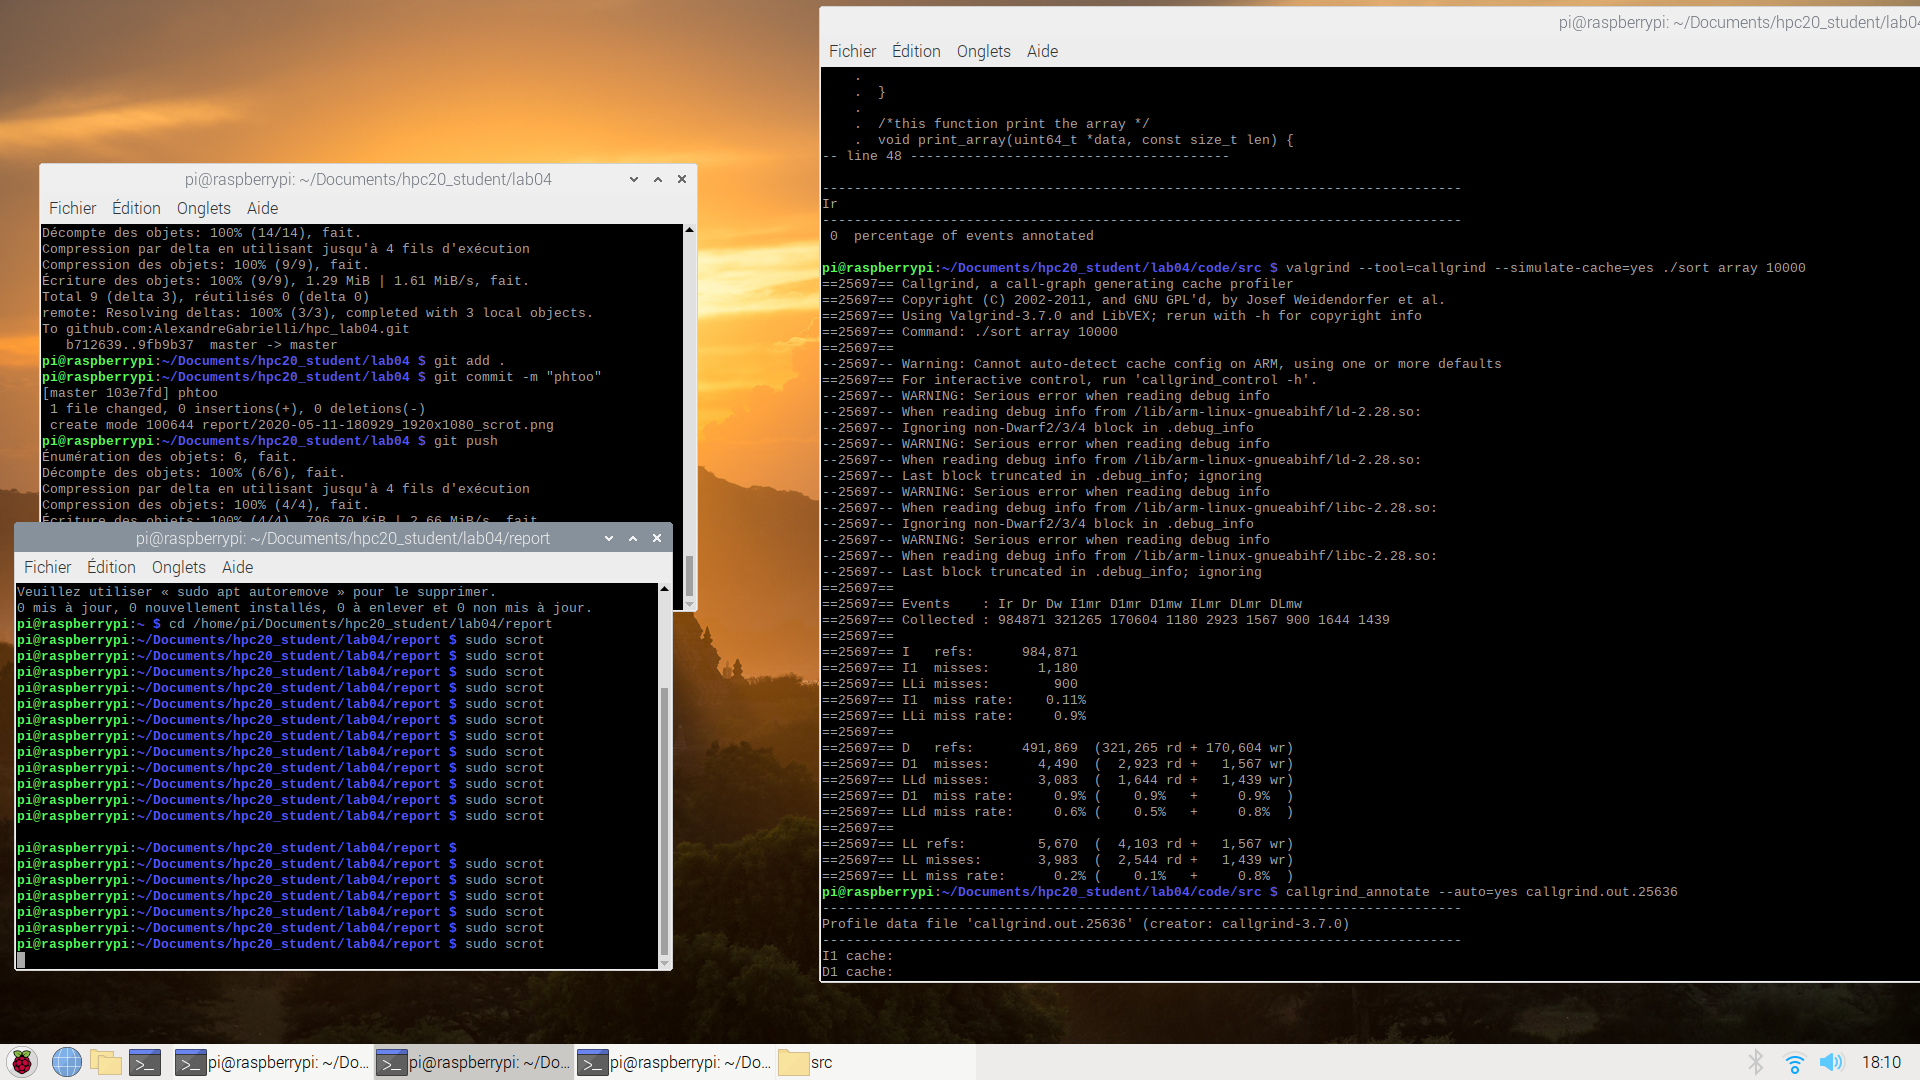 pi@raspberrypi: ~/Documents/hpc20_student/lab04
Fichier Édition Onglets Aide
Décompte des objets: 100% (14/14), fait.
Compression par delta en utilisant jusqu'à 4 fils d'exécution
Compression des objets: 100% (9/9), fait.
Écriture des objets: 100% (9/9), 1.29 MiB | 1.61 MiB/s, fait.
Total 9 (delta 3), réutilisés 0 (delta 0)
remote: Resolving deltas: 100% (3/3), completed with 3 local objects.
To github.com:AlexandreGabrielli/hpc_lab04.git
   b712639..9fb9b37  master -> master
pi@raspberrypi:~/Documents/hpc20_student/lab04 $ git add .
pi@raspberrypi:~/Documents/hpc20_student/lab04 $ git commit -m "phtoo"
[master 103e7fd] phtoo
 1 file changed, 0 insertions(+), 0 deletions(-)
 create mode 100644 report/2020-05-11-180929_1920x1080_scrot.png
pi@raspberrypi:~/Documents/hpc20_student/lab04 $ git push
Énumération des objets: 6, fait.
Décompte des objets: 100% (6/6), fait.
Compression par delta en utilisant jusqu'à 4 fils d'exécution
Compression des objets: 100% (4/4), fait.
Écriture des objets: 100% (4/4), 796.70 KiB | 2.66 MiB/s, fait.
pi@raspberrypi: ~/Documents/hpc20_student/lab04/report
Fichier Édition Onglets Aide
Veuillez utiliser « sudo apt autoremove » pour le supprimer.
0 mis à jour, 0 nouvellement installés, 0 à enlever et 0 non mis à jour.
pi@raspberrypi:~ $ cd /home/pi/Documents/hpc20_student/lab04/report
pi@raspberrypi:~/Documents/hpc20_student/lab04/report $ sudo scrot
pi@raspberrypi:~/Documents/hpc20_student/lab04/report $ sudo scrot
pi@raspberrypi:~/Documents/hpc20_student/lab04/report $ sudo scrot
pi@raspberrypi:~/Documents/hpc20_student/lab04/report $ sudo scrot
pi@raspberrypi:~/Documents/hpc20_student/lab04/report $ sudo scrot
pi@raspberrypi:~/Documents/hpc20_student/lab04/report $ sudo scrot
pi@raspberrypi:~/Documents/hpc20_student/lab04/report $ sudo scrot
pi@raspberrypi:~/Documents/hpc20_student/lab04/report $ sudo scrot
pi@raspberrypi:~/Documents/hpc20_student/lab04/report $ sudo scrot
pi@raspberrypi:~/Documents/hpc20_student/lab04/report $ sudo scrot
pi@raspberrypi:~/Documents/hpc20_student/lab04/report $ sudo scrot
pi@raspberrypi:~/Documents/hpc20_student/lab04/report $ sudo scrot
pi@raspberrypi:~/Documents/hpc20_student/lab04/report $
pi@raspberrypi:~/Documents/hpc20_student/lab04/report $ sudo scrot
pi@raspberrypi:~/Documents/hpc20_student/lab04/report $ sudo scrot
pi@raspberrypi:~/Documents/hpc20_student/lab04/report $ sudo scrot
pi@raspberrypi:~/Documents/hpc20_student/lab04/report $ sudo scrot
pi@raspberrypi:~/Documents/hpc20_student/lab04/report $ sudo scrot
pi@raspberrypi:~/Documents/hpc20_student/lab04/report $ sudo scrot
pi@raspberrypi: ~/Documents/hpc20_student/lab04
Fichier Édition Onglets Aide
.
.  }
.
.  /*this function print the array */
.  void print_array(uint64_t *data, const size_t len) {
-- line 48 ----------------------------------------
--------------------------------------------------------------------------------
Ir
--------------------------------------------------------------------------------
 0  percentage of events annotated
pi@raspberrypi:~/Documents/hpc20_student/lab04/code/src $ valgrind --tool=callgrind --simulate-cache=yes ./sort array 10000
==25697== Callgrind, a call-graph generating cache profiler
==25697== Copyright (C) 2002-2011, and GNU GPL'd, by Josef Weidendorfer et al.
==25697== Using Valgrind-3.7.0 and LibVEX; rerun with -h for copyright info
==25697== Command: ./sort array 10000
==25697==
--25697-- Warning: Cannot auto-detect cache config on ARM, using one or more defaults
==25697== For interactive control, run 'callgrind_control -h'.
--25697-- WARNING: Serious error when reading debug info
--25697-- When reading debug info from /lib/arm-linux-gnueabihf/ld-2.28.so:
--25697-- Ignoring non-Dwarf2/3/4 block in .debug_info
--25697-- WARNING: Serious error when reading debug info
--25697-- When reading debug info from /lib/arm-linux-gnueabihf/ld-2.28.so:
--25697-- Last block truncated in .debug_info; ignoring
--25697-- WARNING: Serious error when reading debug info
--25697-- When reading debug info from /lib/arm-linux-gnueabihf/libc-2.28.so:
--25697-- Ignoring non-Dwarf2/3/4 block in .debug_info
--25697-- WARNING: Serious error when reading debug info
--25697-- When reading debug info from /lib/arm-linux-gnueabihf/libc-2.28.so:
--25697-- Last block truncated in .debug_info; ignoring
==25697==
==25697== Events    : Ir Dr Dw I1mr D1mr D1mw ILmr DLmr DLmw
==25697== Collected : 984871 321265 170604 1180 2923 1567 900 1644 1439
==25697==
==25697== I   refs:      984,871
==25697== I1  misses:      1,180
==25697== LLi misses:        900
==25697== I1  miss rate:    0.11%
==25697== LLi miss rate:     0.9%
==25697==
==25697== D   refs:      491,869  (321,265 rd + 170,604 wr)
==25697== D1  misses:      4,490  (  2,923 rd +   1,567 wr)
==25697== LLd misses:      3,083  (  1,644 rd +   1,439 wr)
==25697== D1  miss rate:     0.9% (    0.9%   +     0.9%  )
==25697== LLd miss rate:     0.6% (    0.5%   +     0.8%  )
==25697==
==25697== LL refs:         5,670  (  4,103 rd +   1,567 wr)
==25697== LL misses:       3,983  (  2,544 rd +   1,439 wr)
==25697== LL miss rate:      0.2% (    0.1%   +     0.8%  )
pi@raspberrypi:~/Documents/hpc20_student/lab04/code/src $ callgrind_annotate --auto=yes callgrind.out.25636
--------------------------------------------------------------------------------
Profile data file 'callgrind.out.25636' (creator: callgrind-3.7.0)
--------------------------------------------------------------------------------
I1 cache:
D1 cache:
pi@raspberrypi: ~/Do... pi@raspberrypi: ~/Do... pi@raspberrypi: ~/Do... src 18:10